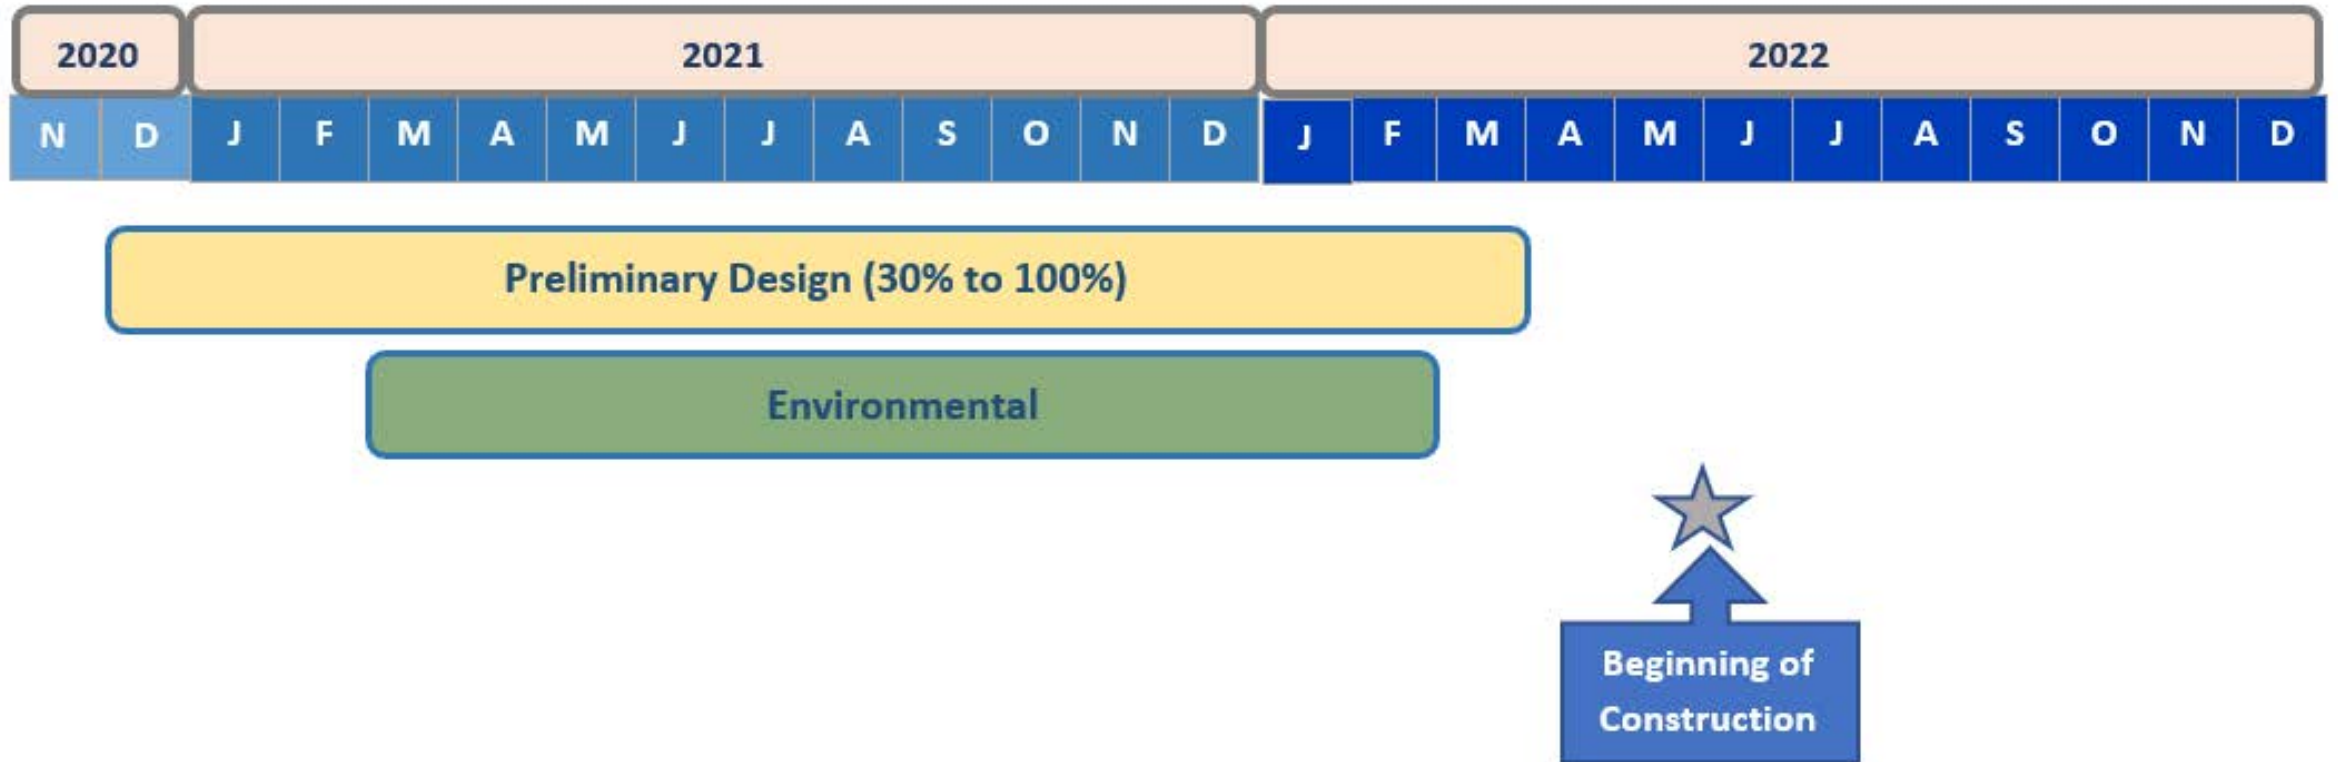 2020 2021 2022
N D J F M A M J J A S O N D J F M A M J J A S O N D
Preliminary Design (30% to 100%)
Environmental
Beginning of
Construction